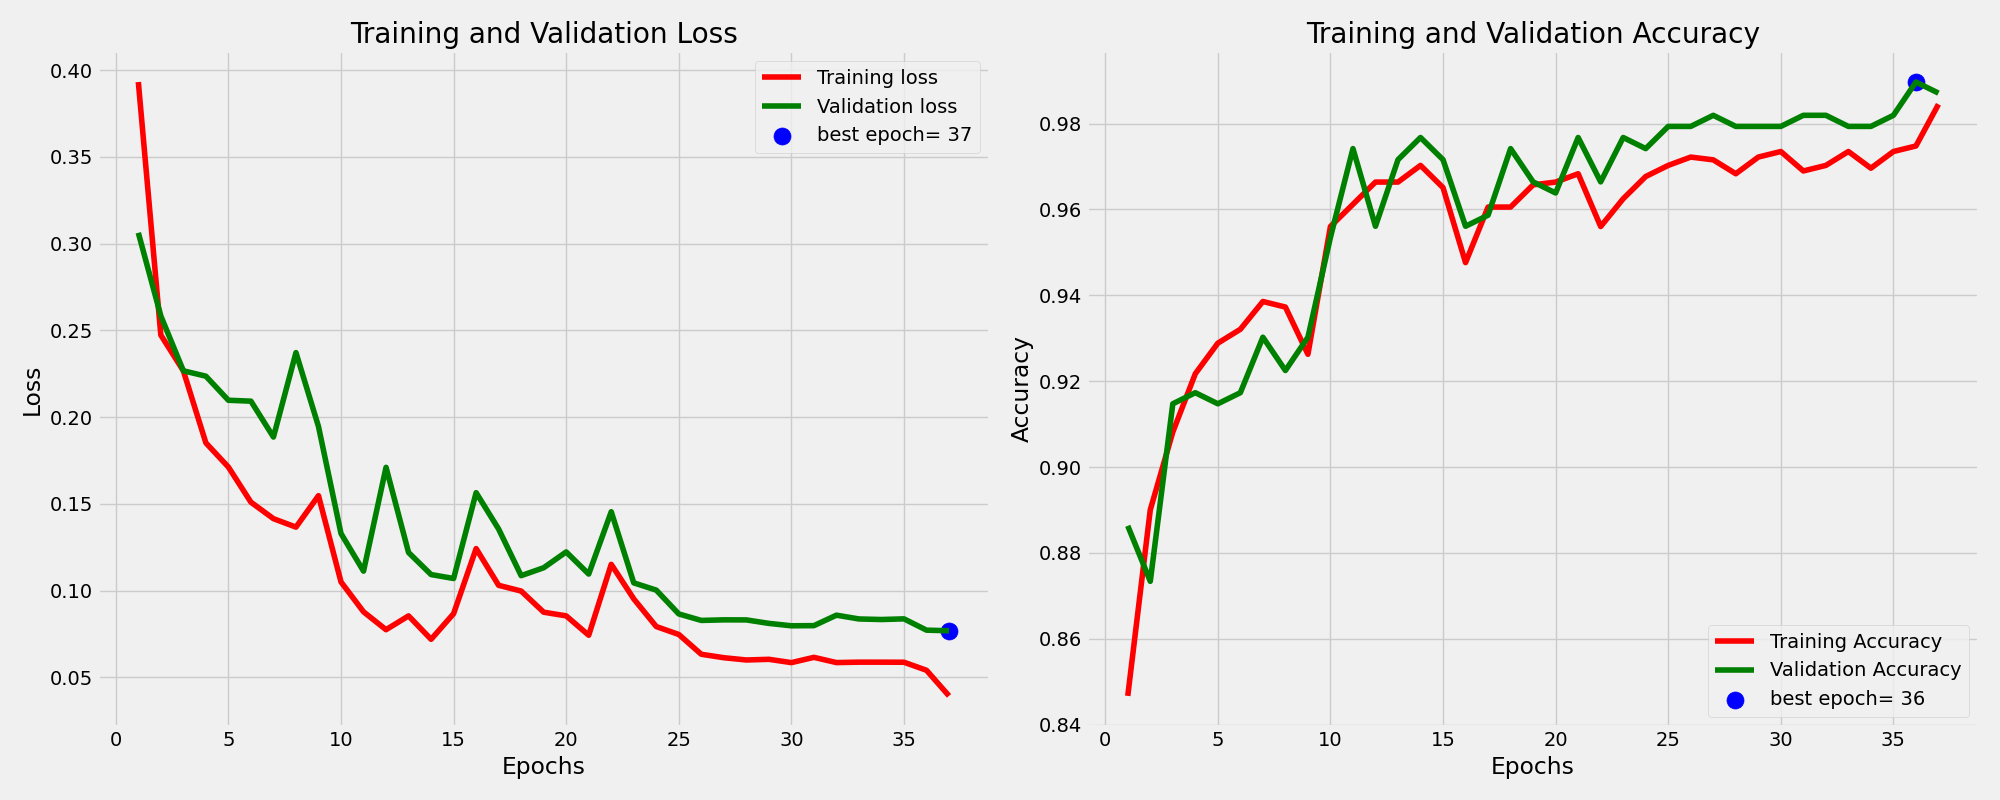 Training and Validation Loss
Training loss
Validation loss
best epoch= 37
0.40
0.35
0.30
0.25
0.20
0.15
0.10
0.05
Loss
0 5 10 15 20 25 30 35
Epochs
Training and Validation Accuracy
0.98
0.96
0.94
0.92
0.90
0.88
0.86
0.84
Accuracy
Training Accuracy
Validation Accuracy
best epoch= 36
0 5 10 15 20 25 30 35
Epochs